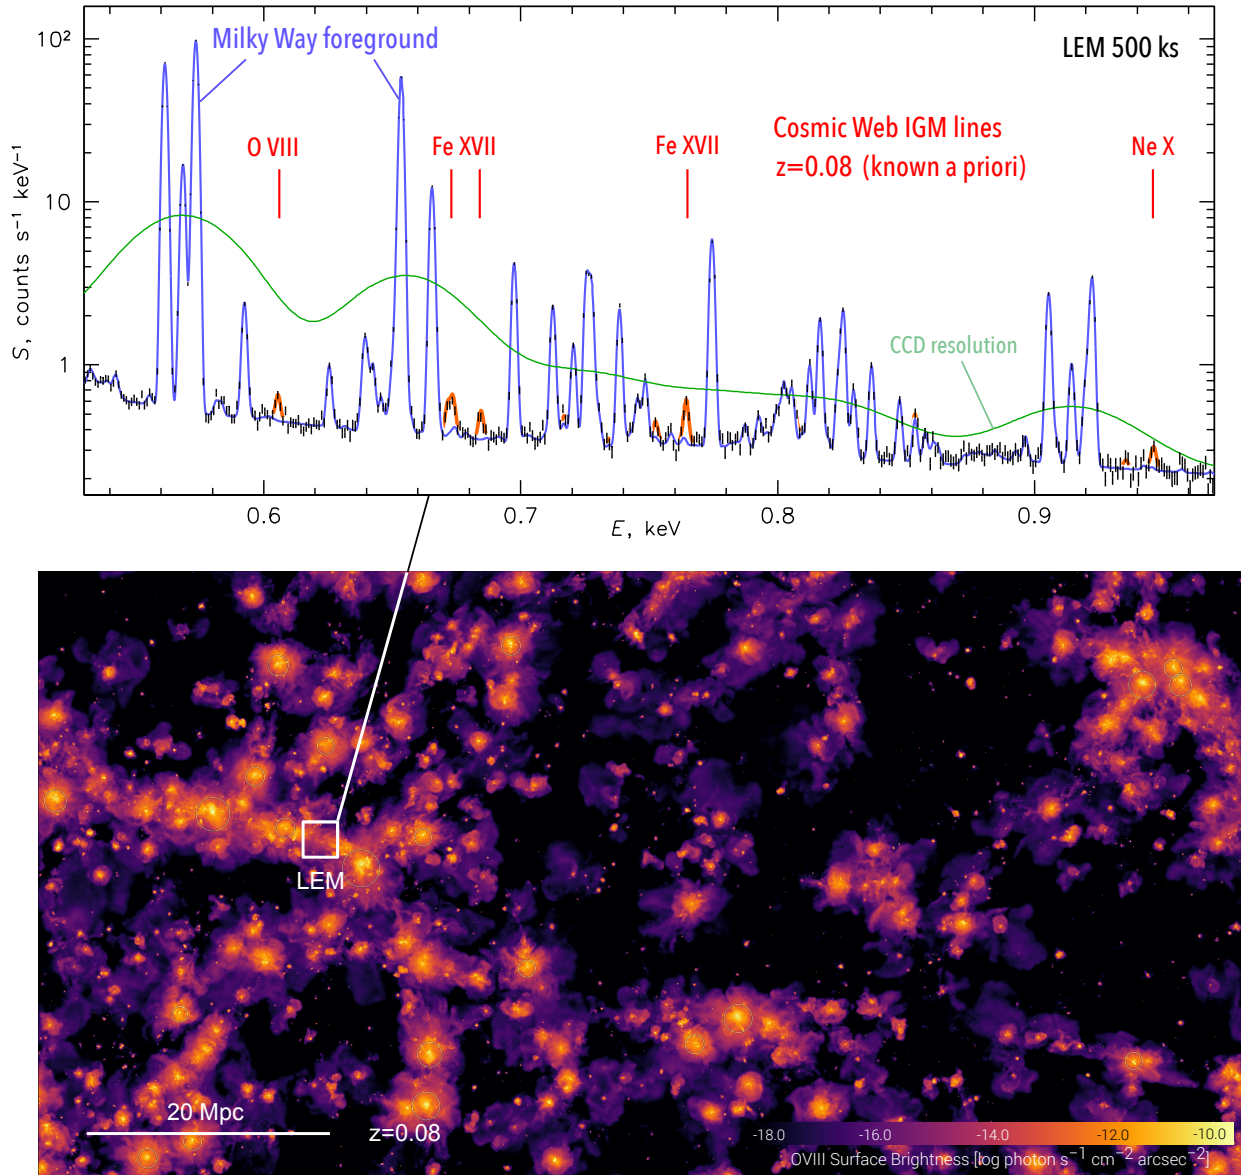 10²
10
1
S, counts s⁻¹ keV⁻¹
Milky Way foreground
LEM 500 ks
O VIII
Fe XVII
Fe XVII
Cosmic Web IGM lines
z=0.08 (known a priori)
Ne X
CCD resolution
0.6
0.7
0.8
0.9
E, keV
LEM
20 Mpc
z=0.08
-18.0
-16.0
-14.0
-12.0
-10.0
OVIII Surface Brightness [log photon s⁻¹ cm⁻² arcsec⁻²]